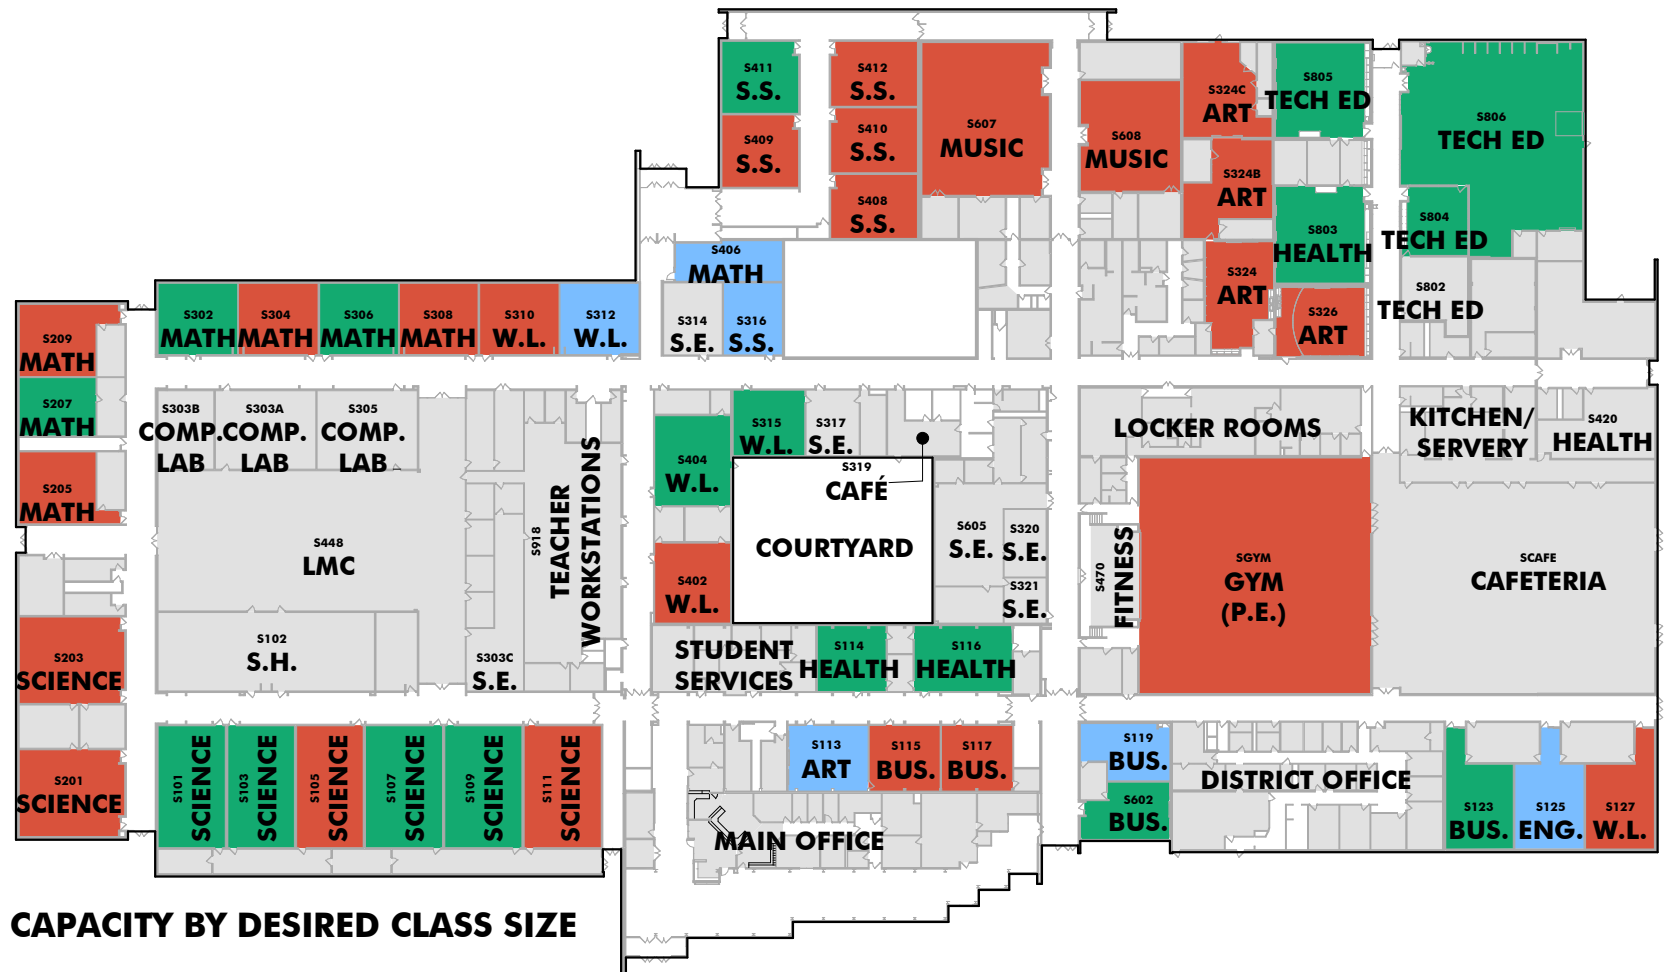 S411
S.S.
S412
S.S.
S409
S.S.
S410
S.S.
S408
S.S.
S607
MUSIC
S608
MUSIC
S324C
ART
S324B
ART
S324
ART
S326
ART
S805
TECH ED
S803
HEALTH
S806
TECH ED
S804
TECH ED
S802
TECH ED
S406
MATH
S314
S.E.
S316
S.S.
S302
MATH
S304
MATH
S306
MATH
S308
MATH
S310
W.L.
S312
W.L.
S209
MATH
S207
MATH
S205
MATH
S303B
COMP.
LAB
S303A
COMP.
LAB
S305
COMP.
LAB
S448
LMC
S102
S.H.
S303C
S.E.
S918
TEACHER
WORKSTATIONS
S404
W.L.
S315
W.L.
S317
S.E.
S319
CAFÉ
COURTYARD
S402
W.L.
S605
S.E.
S320
S.E.
S321
S.E.
STUDENT
SERVICES
S114
HEALTH
S116
HEALTH
LOCKER ROOMS
S470
FITNESS
SGYM
GYM
(P.E.)
KITCHEN/
SERVERY
S420
HEALTH
SCAFE
CAFETERIA
S203
SCIENCE
S201
SCIENCE
S101
SCIENCE
S103
SCIENCE
S105
SCIENCE
S107
SCIENCE
S109
SCIENCE
S111
SCIENCE
S113
ART
S115
BUS.
S117
BUS.
MAIN OFFICE
S119
BUS.
S602
BUS.
DISTRICT OFFICE
S123
BUS.
S125
ENG.
S127
W.L.
CAPACITY BY DESIRED CLASS SIZE